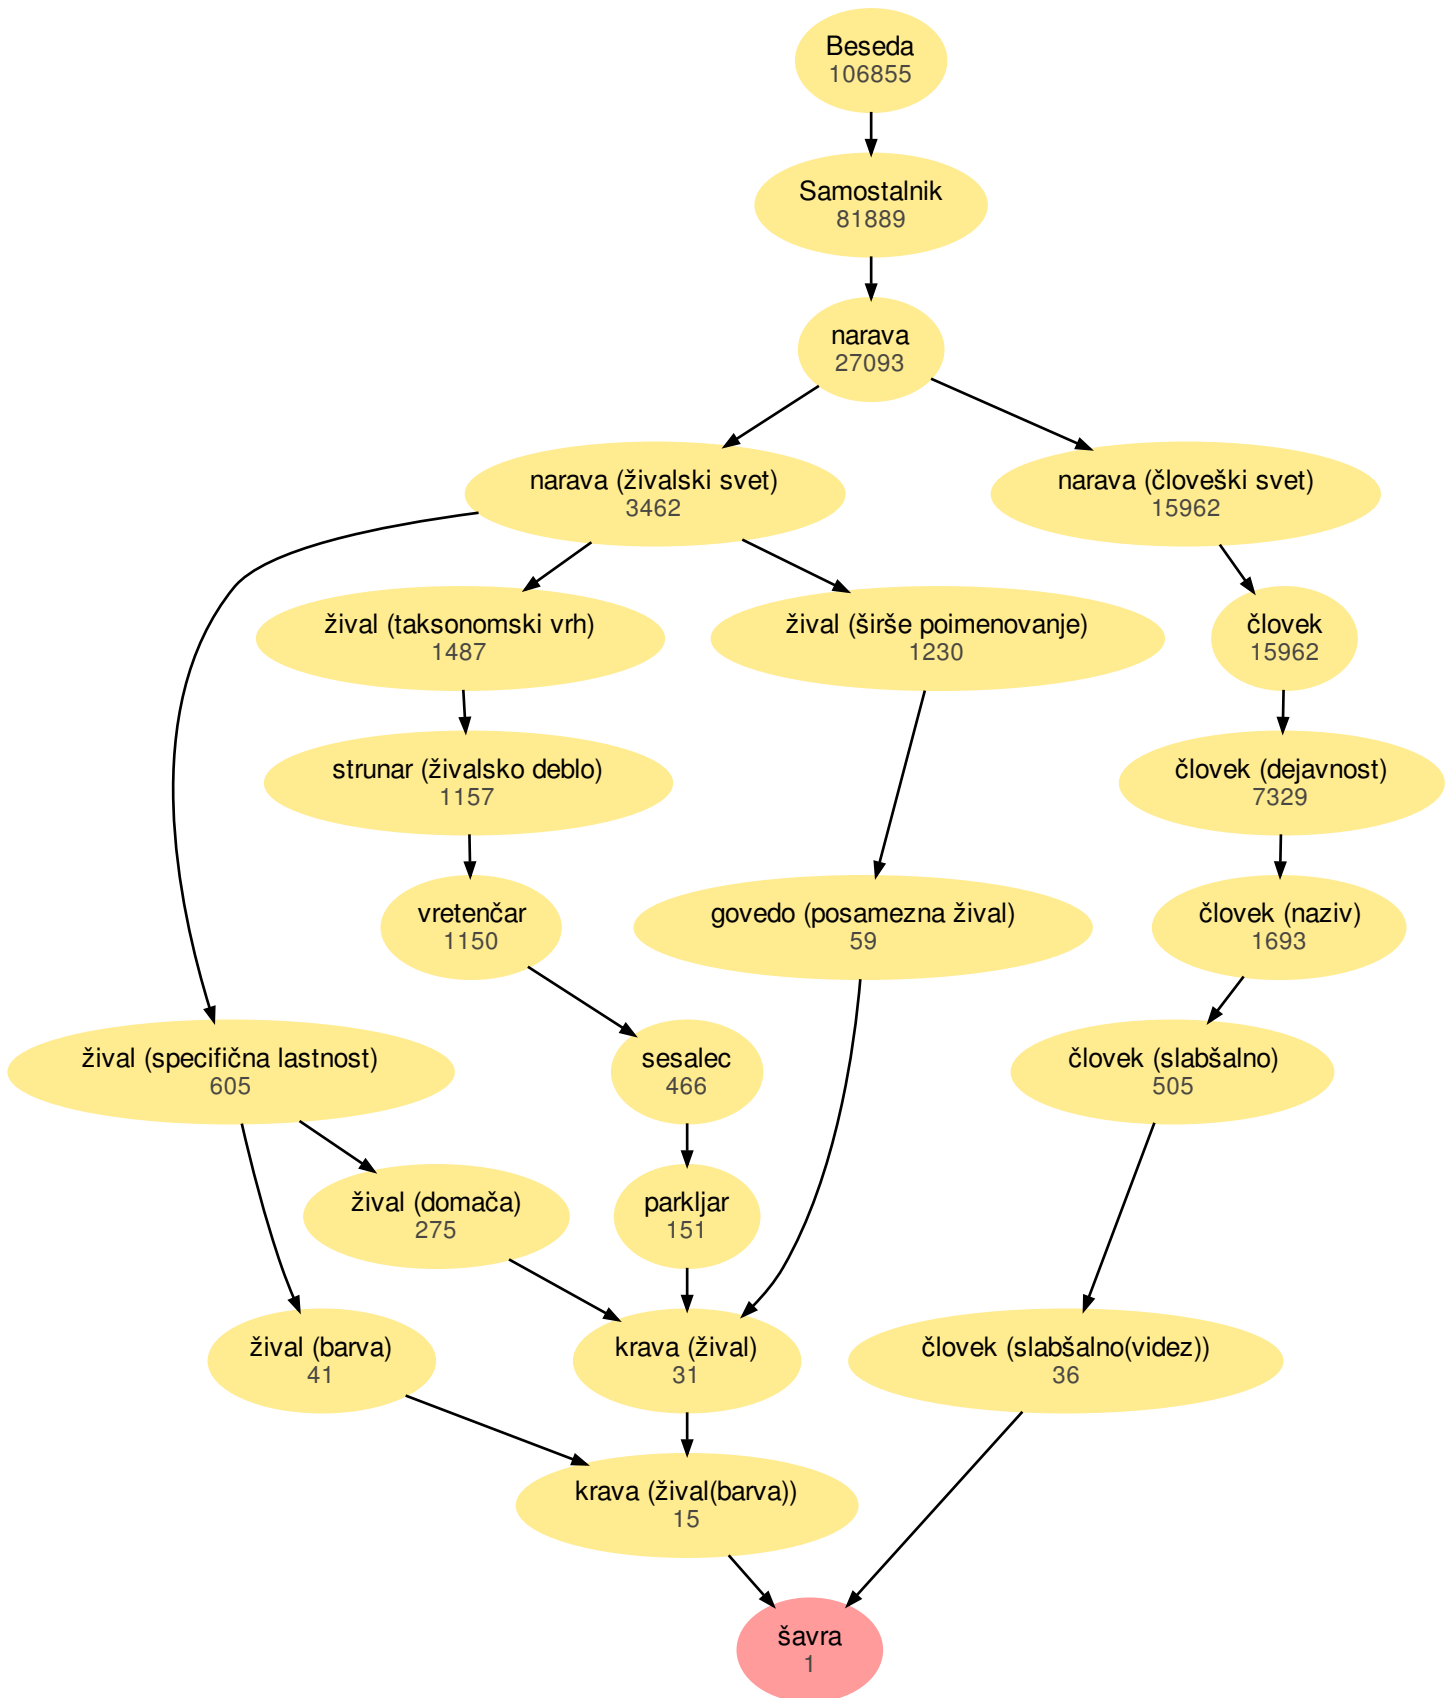 Beseda
106855
Samostalnik
81889
narava
27093
narava (živalski svet)
3462
narava (človeški svet)
15962
žival (taksonomski vrh)
1487
žival (širše poimenovanje)
1230
človek
15962
strunar (živalsko deblo)
1157
človek (dejavnost)
7329
vretenčar
1150
govedo (posamezna žival)
59
človek (naziv)
1693
žival (specifična lastnost)
605
sesalec
466
človek (slabšalno)
505
žival (domača)
275
parkljar
151
žival (barva)
41
krava (žival)
31
človek (slabšalno(videz))
36
krava (žival(barva))
15
šavra
1